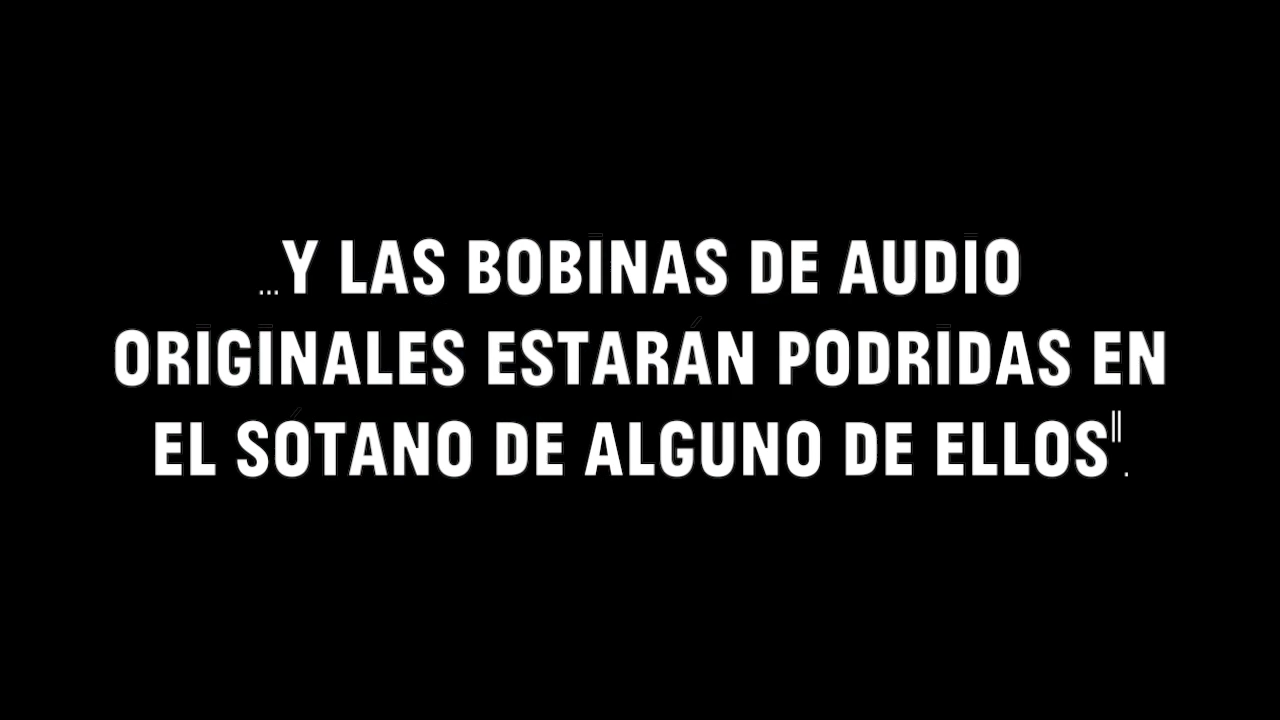 ...Y LAS BOBINAS DE AUDIO
ORIGINALES ESTARÁN PODRIDAS EN
EL SÓTANO DE ALGUNO DE ELLOS".